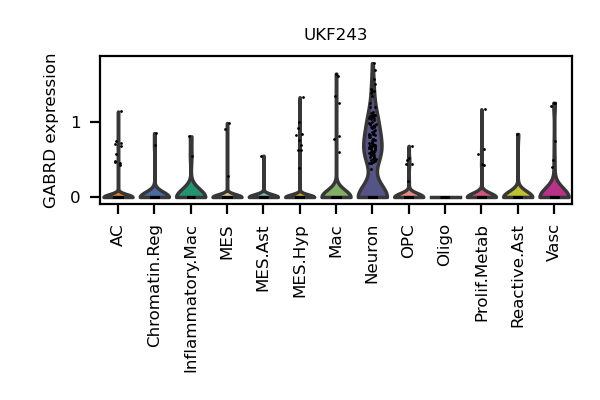 UKF243
GABRD expression
1
0
AC
Chromatin.Reg
Inflammatory.Mac
MES
MES.Ast
MES.Hyp
Mac
Neuron
OPC
Oligo
Prolif.Metab
Reactive.Ast
Vasc